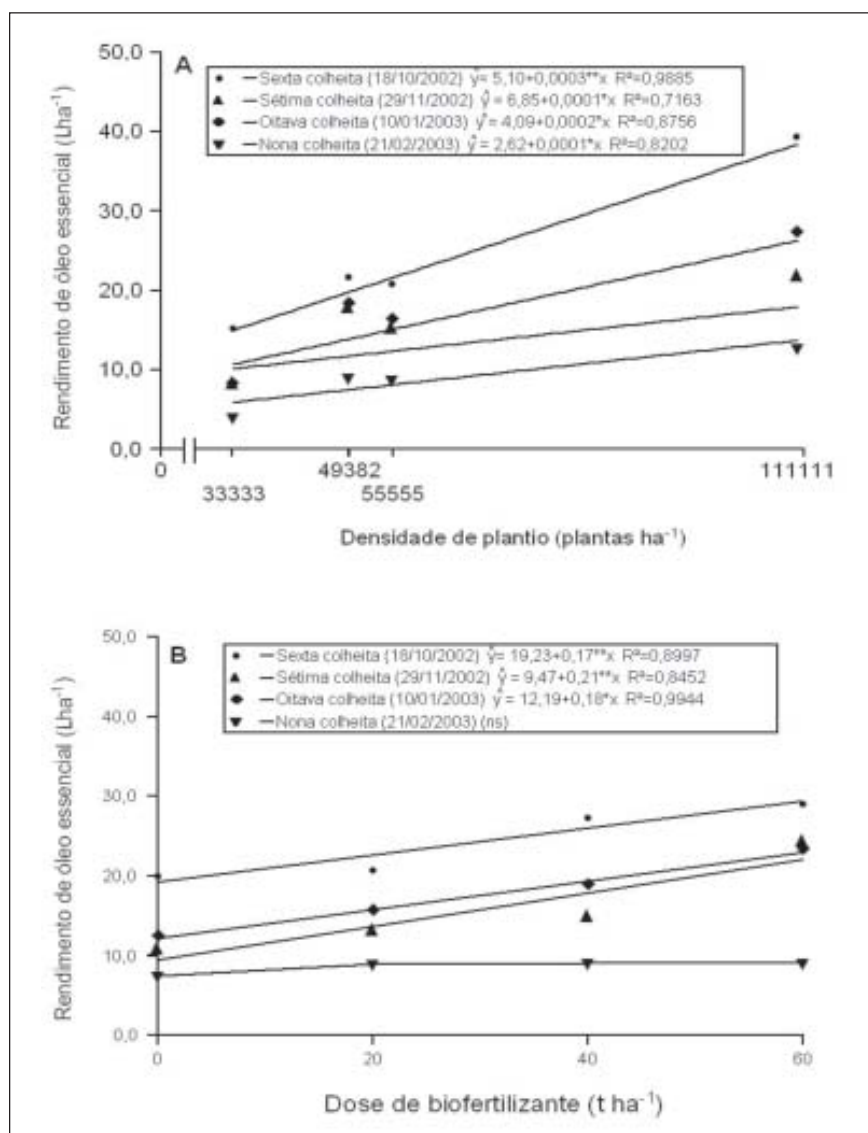 50,0
40,0
30,0
20,0
10,0
0,0
Rendimento de óleo essencial (Lha⁻¹)
A
Sexta colheita (18/10/2002) ŷ= 5,10+0,0003**x R²=0,9885
Sétima colheita (29/11/2002) ŷ= 6,85+0,0001*x R²=0,7163
Oitava colheita (10/01/2003) ŷ= 4,09+0,0002*x R²=0,8756
Nona colheita (21/02/2003) ŷ= 2,62+0,0001*x R²=0,8202
0
33333
49382
55555
111111
Densidade de plantio (plantas ha⁻¹)
50,0
40,0
30,0
20,0
10,0
0,0
Rendimento de óleo essencial (Lha⁻¹)
B
Sexta colheita (18/10/2002) ŷ= 19,23+0,17**x R²=0,8997
Sétima colheita (29/11/2002) ŷ= 9,47+0,21**x R²=0,8452
Oitava colheita (10/01/2003) ŷ= 12,19+0,18*x R²=0,9944
Nona colheita (21/02/2003) (ns)
0
20
40
60
Dose de biofertilizante (t ha⁻¹)